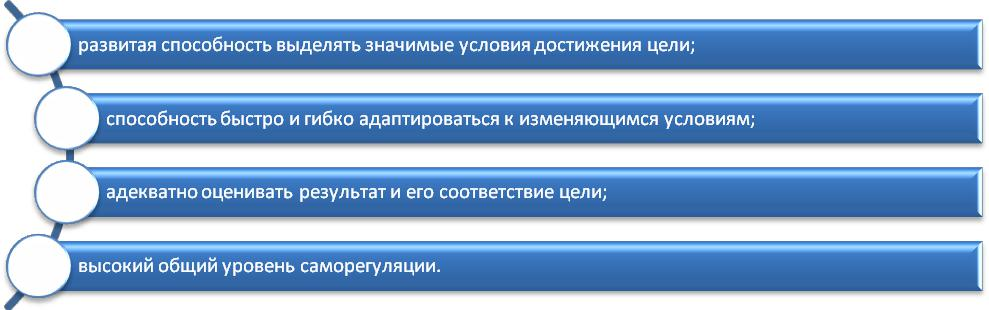 развитая способность выделять значимые условия достижения цели;
способность быстро и гибко адаптироваться к изменяющимся условиям;
адекватно оценивать результат и его соответствие цели;
высокий общий уровень саморегуляции.